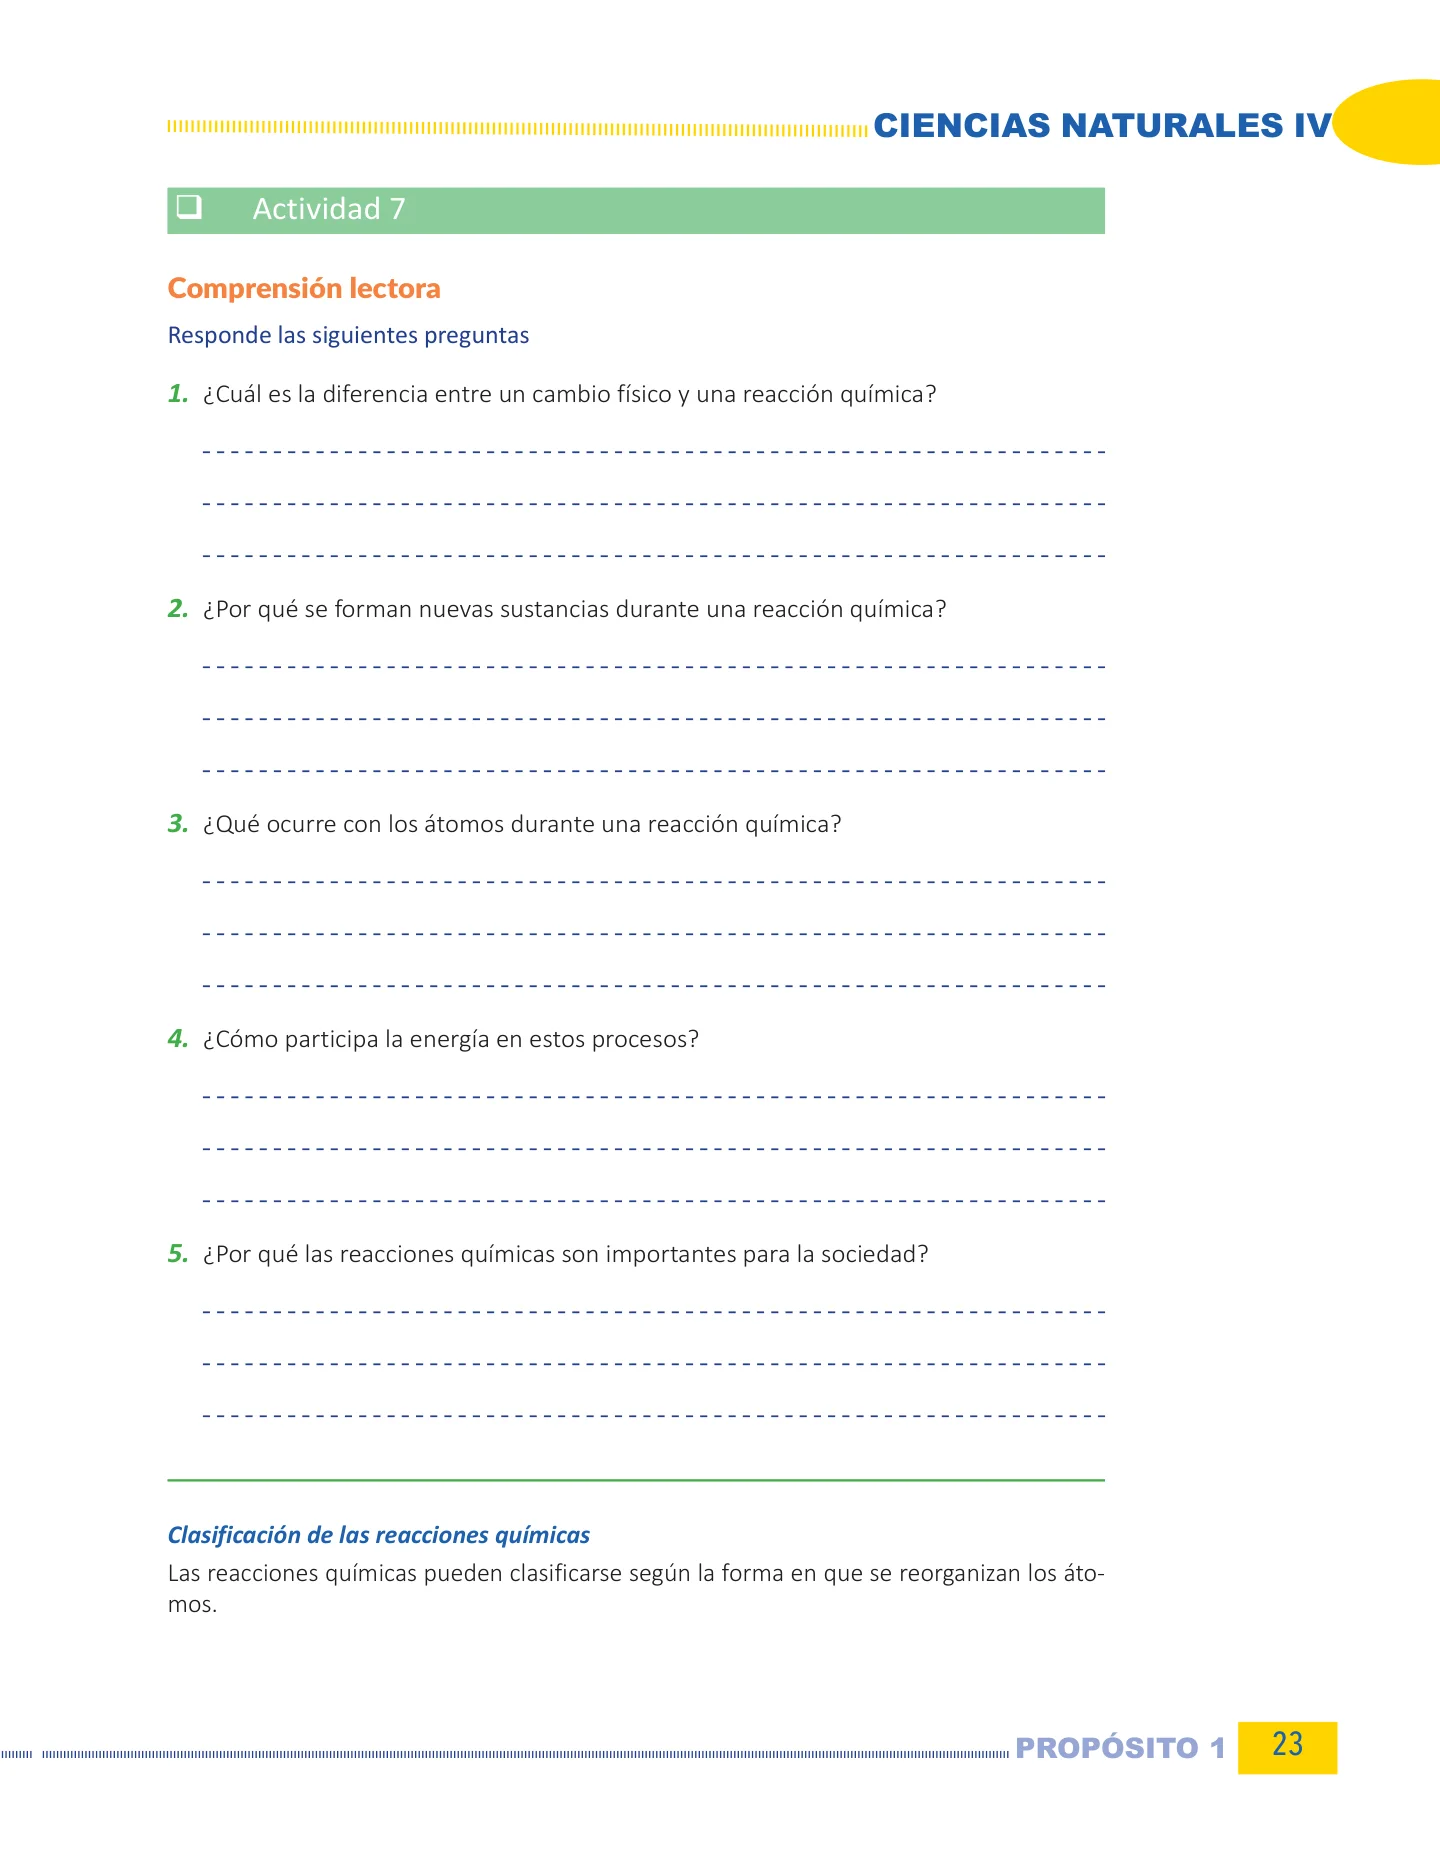 CIENCIAS NATURALES IV
❑ Actividad 7
Comprensión lectora
Responde las siguientes preguntas
1. ¿Cuál es la diferencia entre un cambio físico y una reacción química?
2. ¿Por qué se forman nuevas sustancias durante una reacción química?
3. ¿Qué ocurre con los átomos durante una reacción química?
4. ¿Cómo participa la energía en estos procesos?
5. ¿Por qué las reacciones químicas son importantes para la sociedad?
Clasificación de las reacciones químicas
Las reacciones químicas pueden clasificarse según la forma en que se reorganizan los áto-
mos.
PROPÓSITO 1 23